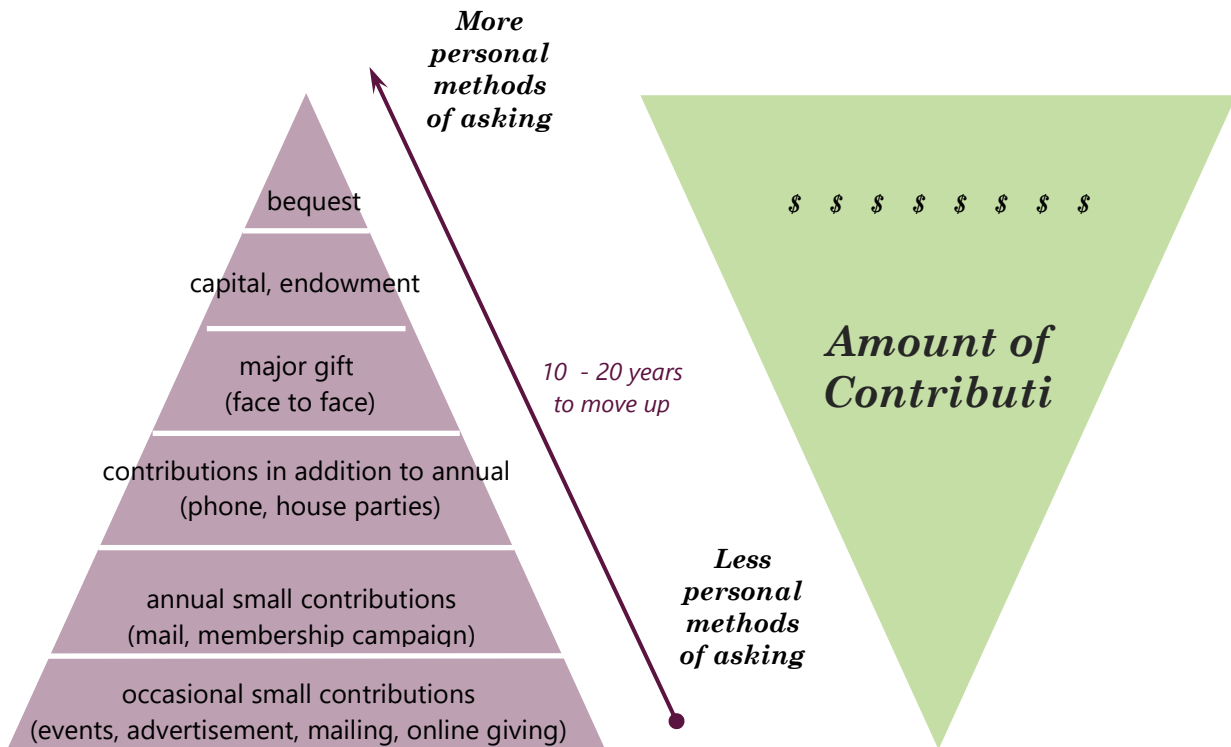 More
personal
methods
of asking
bequest
capital, endowment
major gift
(face to face)
contributions in addition to annual
(phone, house parties)
annual small contributions
(mail, membership campaign)
occasional small contributions
(events, advertisement, mailing, online giving)
10 - 20 years
to move up
Less
personal
methods
of asking
$ $ $ $ $ $ $ $
Amount of
Contributi